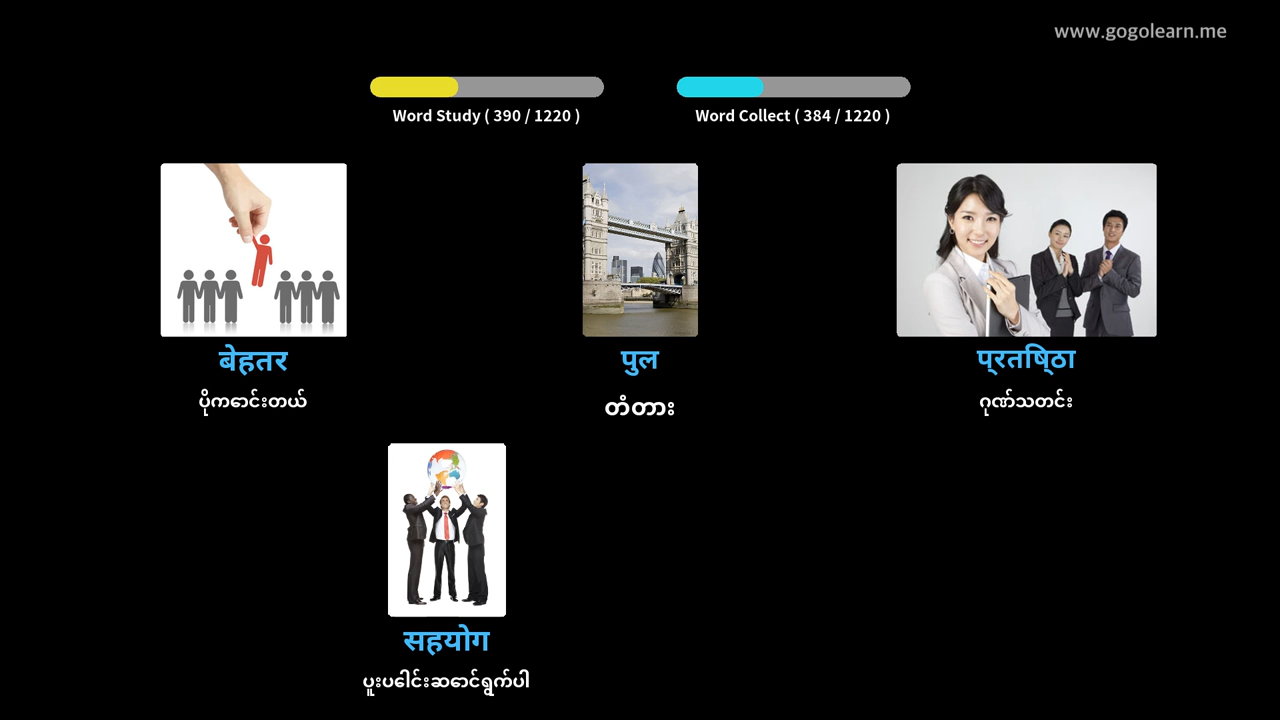 www.gogolearn.me
Word Study ( 390 / 1220 )
Word Collect ( 384 / 1220 )
बेहतर
पुल
प्रतिष्ठा
ပိုကောင်းတယ်
တံတား
ဂုဏ်သတင်း
सहयोग
ပူးပေါင်းဆောင်ရွက်ပါ